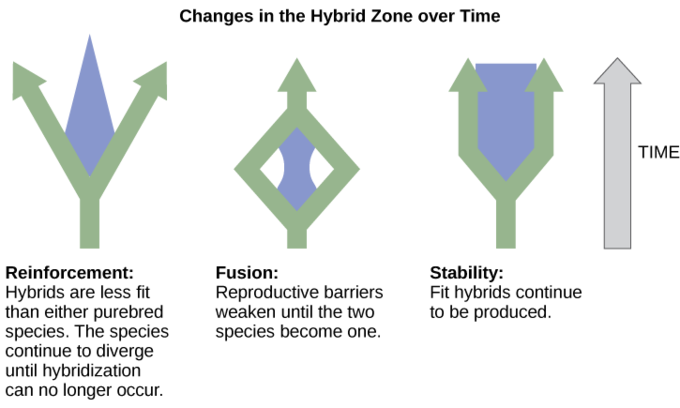 Changes in the Hybrid Zone over Time
TIME
Reinforcement:
Hybrids are less fit
than either purebred
species. The species
continue to diverge
until hybridization
can no longer occur.
Fusion:
Reproductive barriers
weaken until the two
species become one.
Stability:
Fit hybrids continue
to be produced.